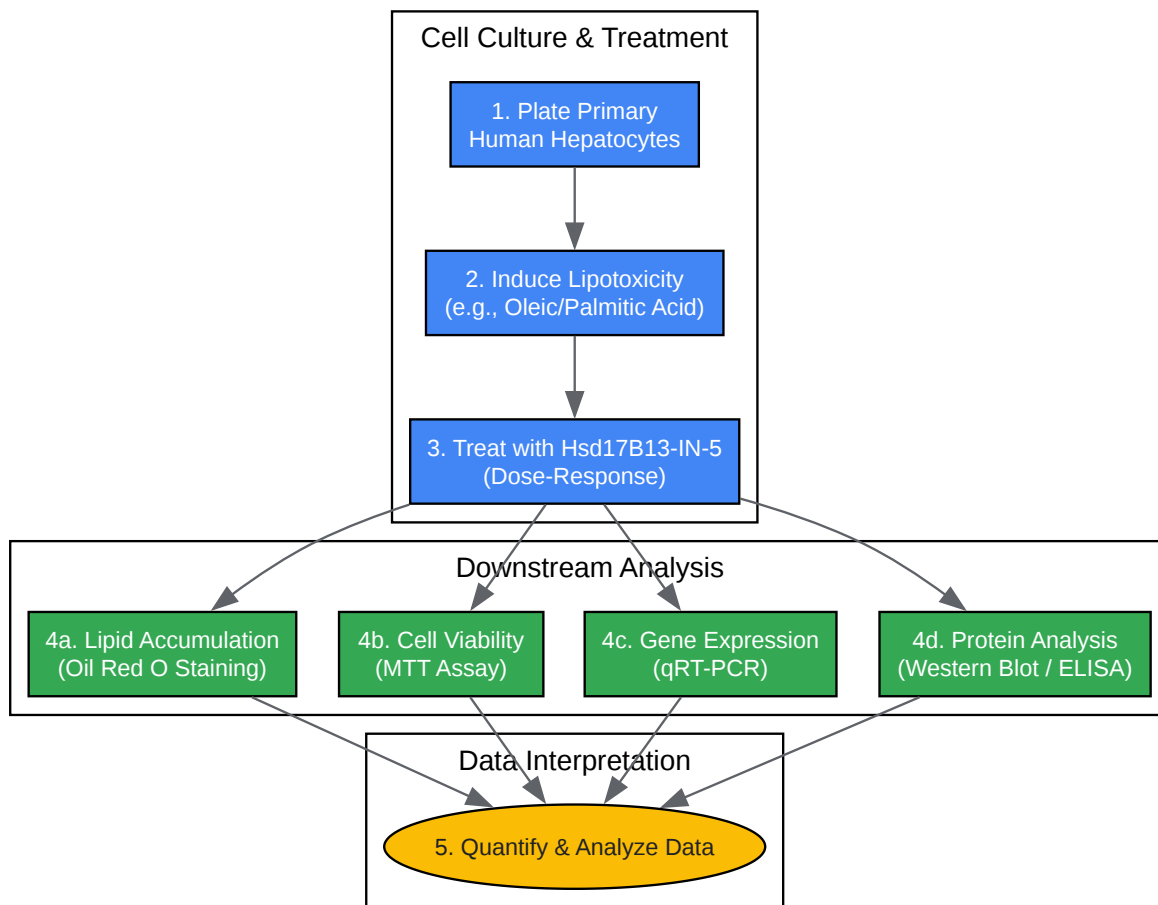 Cell Culture & Treatment
1. Plate Primary
Human Hepatocytes
2. Induce Lipotoxicity
(e.g., Oleic/Palmitic Acid)
3. Treat with Hsd17B13-IN-5
(Dose-Response)
Downstream Analysis
4a. Lipid Accumulation
(Oil Red O Staining)
4b. Cell Viability
(MTT Assay)
4c. Gene Expression
(qRT-PCR)
4d. Protein Analysis
(Western Blot / ELISA)
Data Interpretation
5. Quantify & Analyze Data